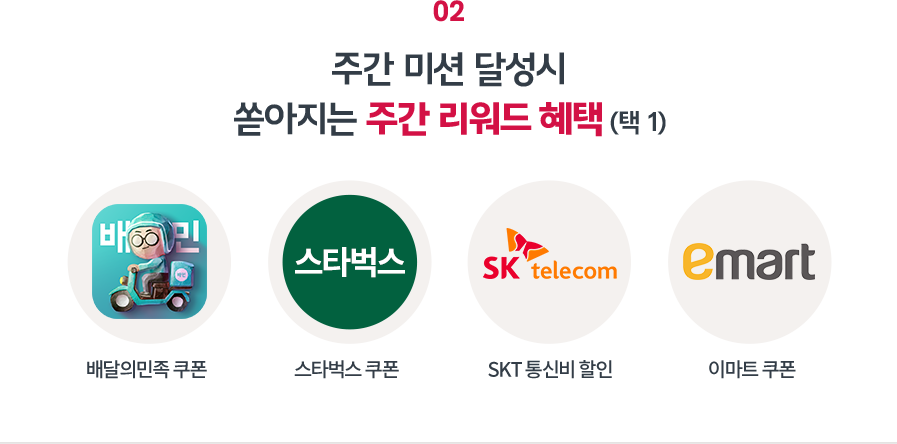 02
주간 미션 달성시
쏟아지는 주간 리워드 혜택 (택 1)
배민
스타벅스
SK telecom
emart
배달의민족 쿠폰
스타벅스 쿠폰
SKT 통신비 할인
이마트 쿠폰